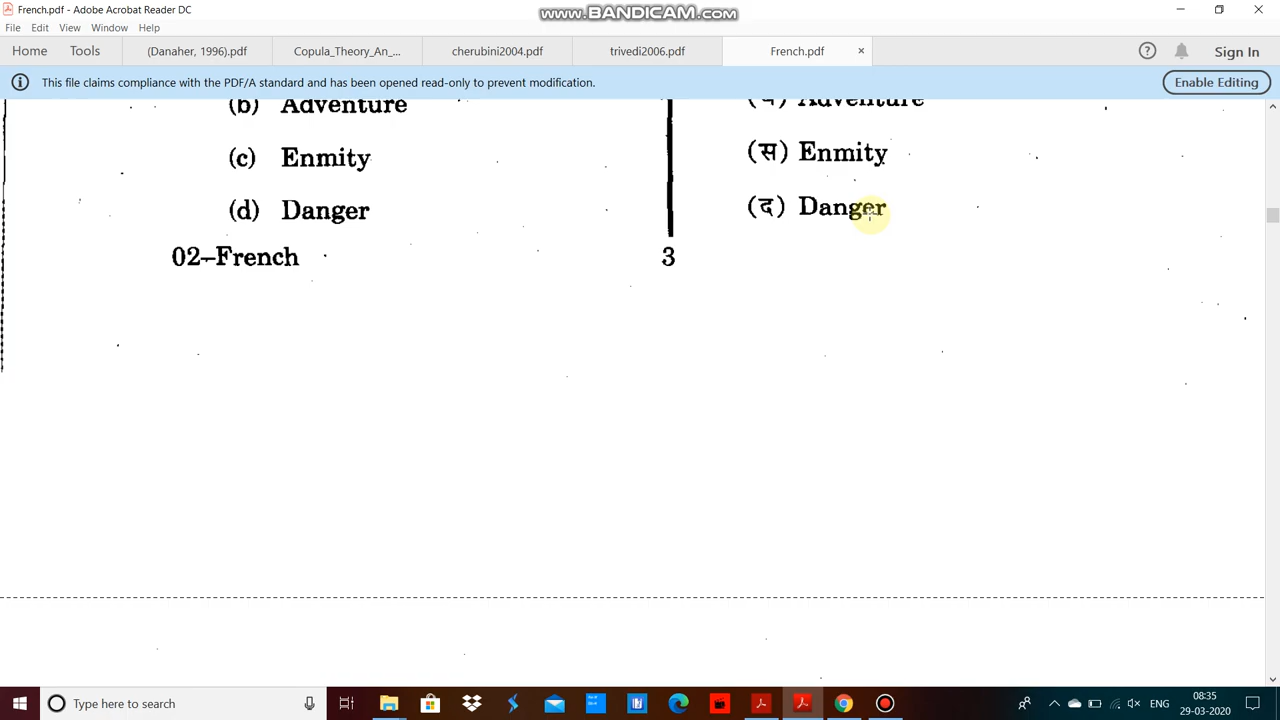 French.pdf - Adobe Acrobat Reader DC
www.BANDICAM.com
File Edit View Window Help
Home Tools (Danaher, 1996).pdf Copula_Theory_An_... cherubini2004.pdf trivedi2006.pdf French.pdf × Sign In
This file claims compliance with the PDF/A standard and has been opened read-only to prevent modification. Enable Editing
(b) Adventure
(c) Enmity
(d) Danger
02–French
Adventure
(स) Enmity
(द) Danger
3
Type here to search
ENG
08:35
29-03-2020